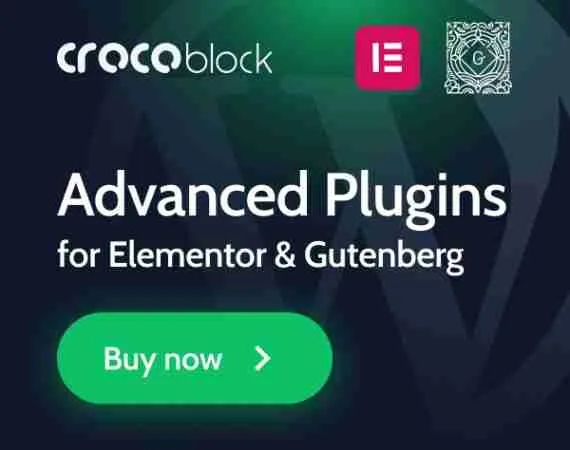 crocoblock
G
Advanced Plugins
for Elementor & Gutenberg
Buy now